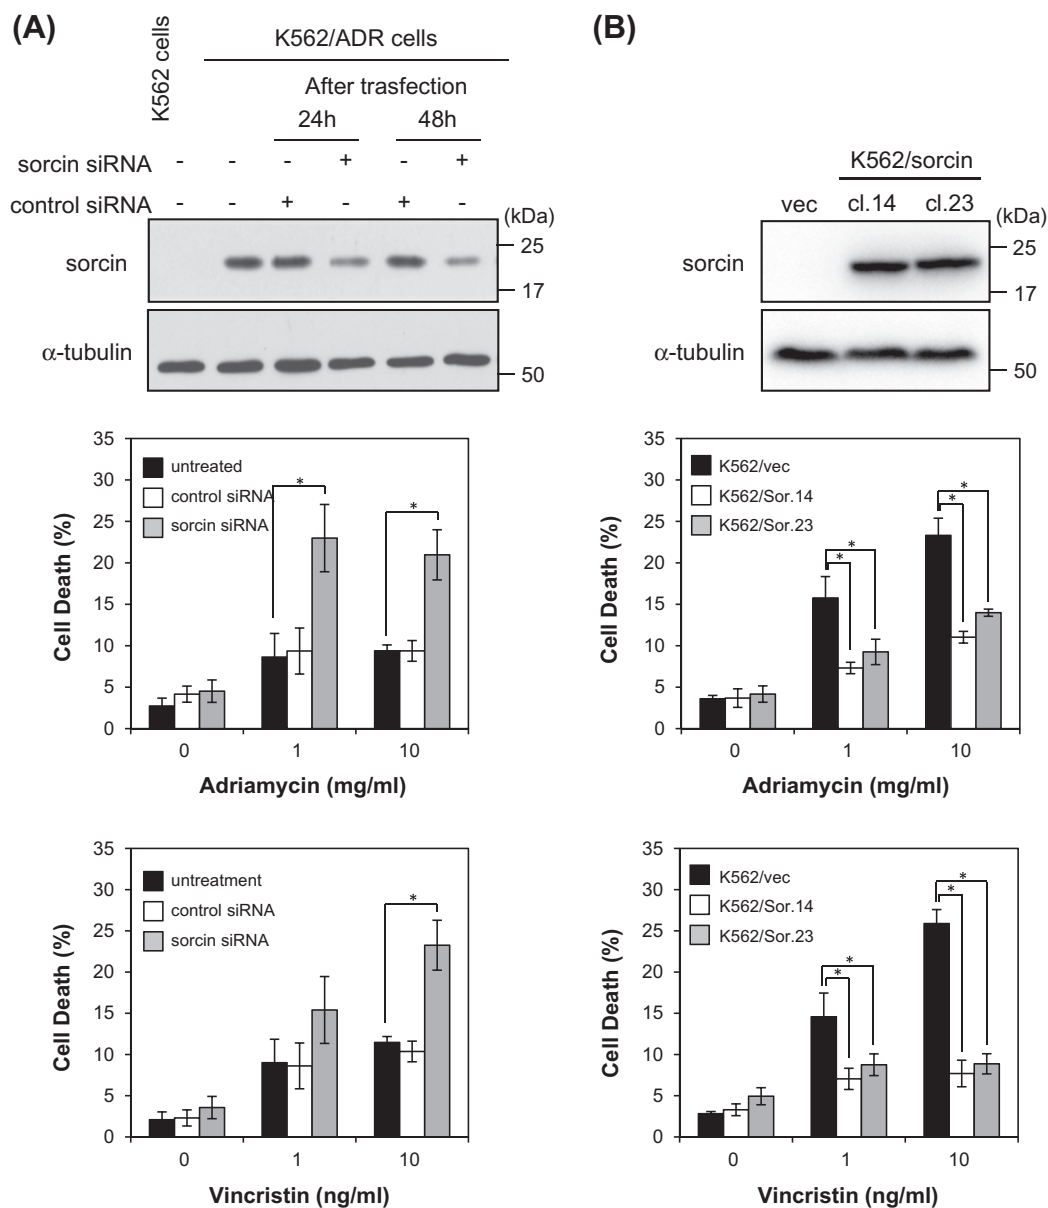 (A)
K562 cells
K562/ADR cells
After trasfection
24h 48h
sorcin siRNA - - - + - +
control siRNA - - + - + -
(kDa)
sorcin
25
17
α-tubulin
50
35
30
25
20
15
10
5
0
Cell Death (%)
untreated
control siRNA
sorcin siRNA
* *
0 1 10
Adriamycin (mg/ml)
35
30
25
20
15
10
5
0
Cell Death (%)
untreatment
control siRNA
sorcin siRNA
*
0 1 10
Vincristin (ng/ml)
(B)
K562/sorcin
vec cl.14 cl.23
(kDa)
sorcin
25
17
α-tubulin
50
35
30
25
20
15
10
5
0
Cell Death (%)
K562/vec
K562/Sor.14
K562/Sor.23
* *
* *
0 1 10
Adriamycin (mg/ml)
35
30
25
20
15
10
5
0
Cell Death (%)
K562/vec
K562/Sor.14
K562/Sor.23
* *
* *
0 1 10
Vincristin (ng/ml)